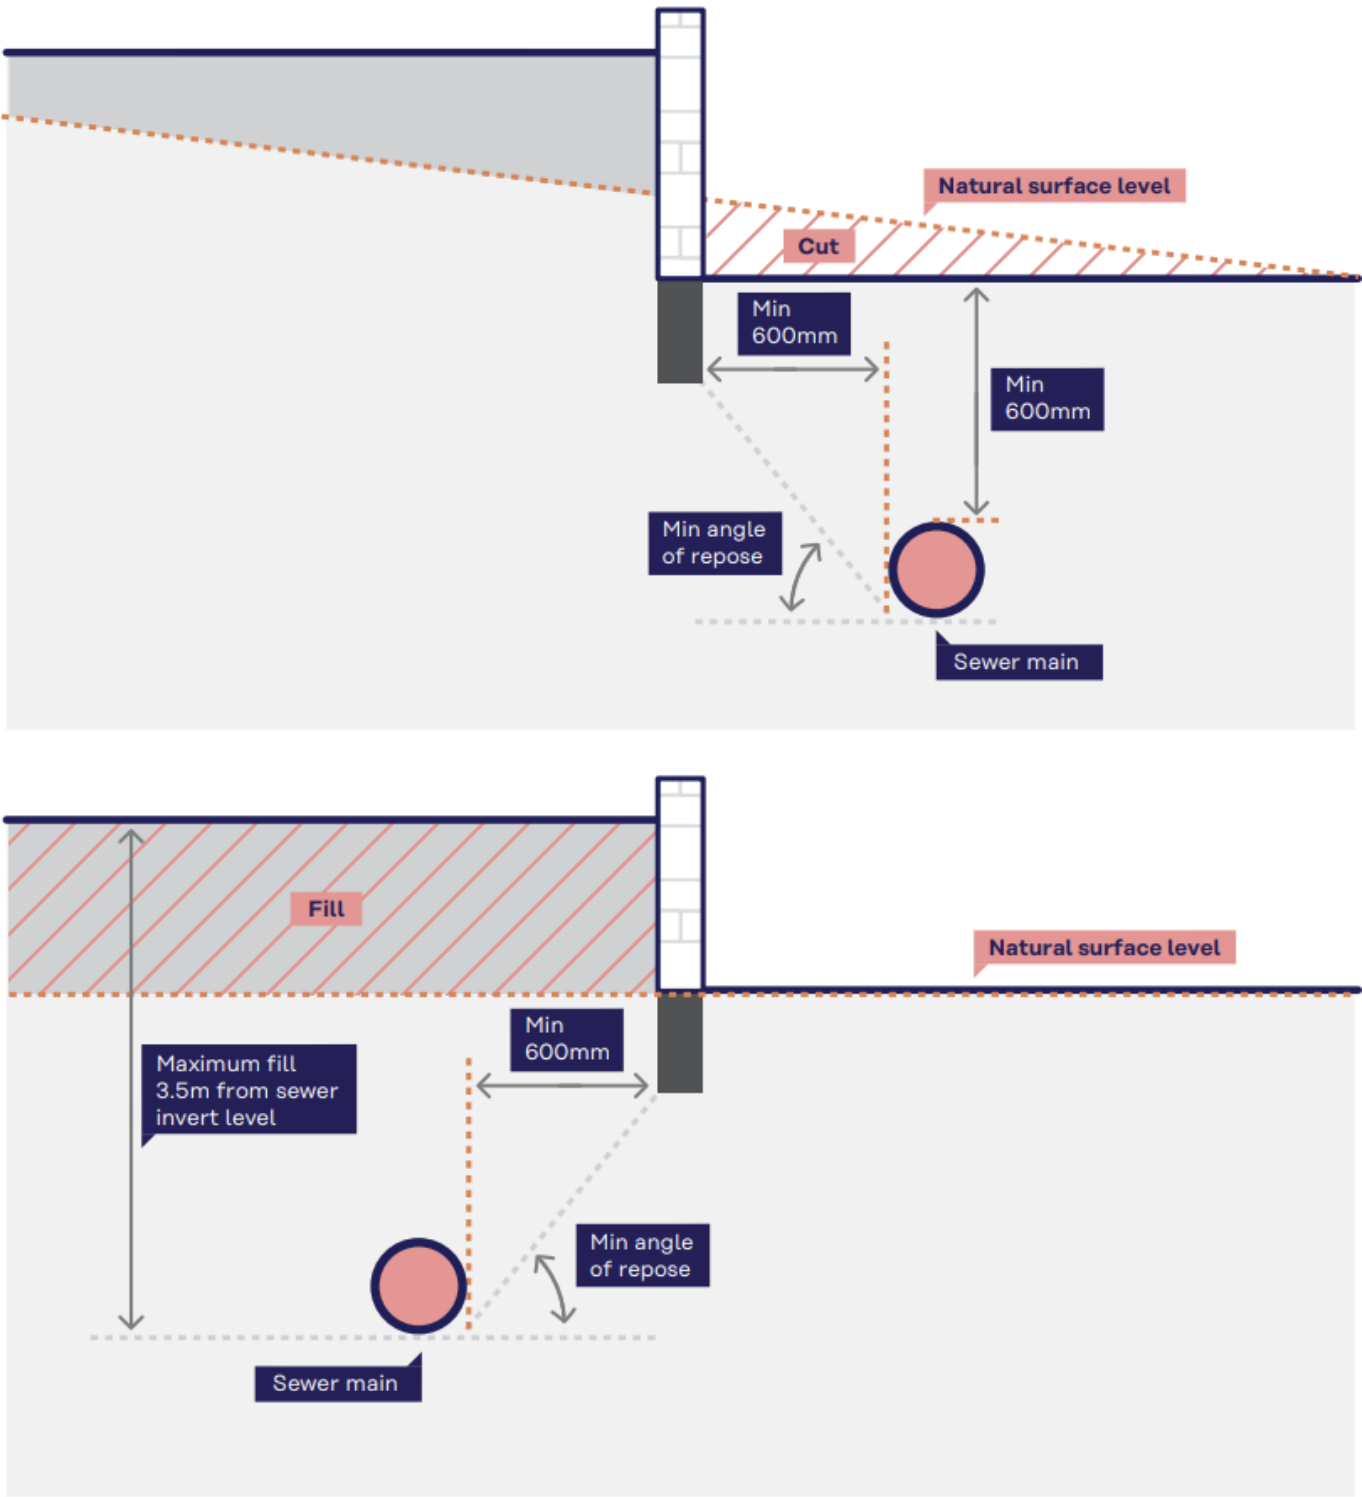 Natural surface level
Cut
Min
600mm
Min
600mm
Min angle
of repose
Sewer main
Fill
Natural surface level
Min
600mm
Maximum fill
3.5m from sewer
invert level
Min angle
of repose
Sewer main